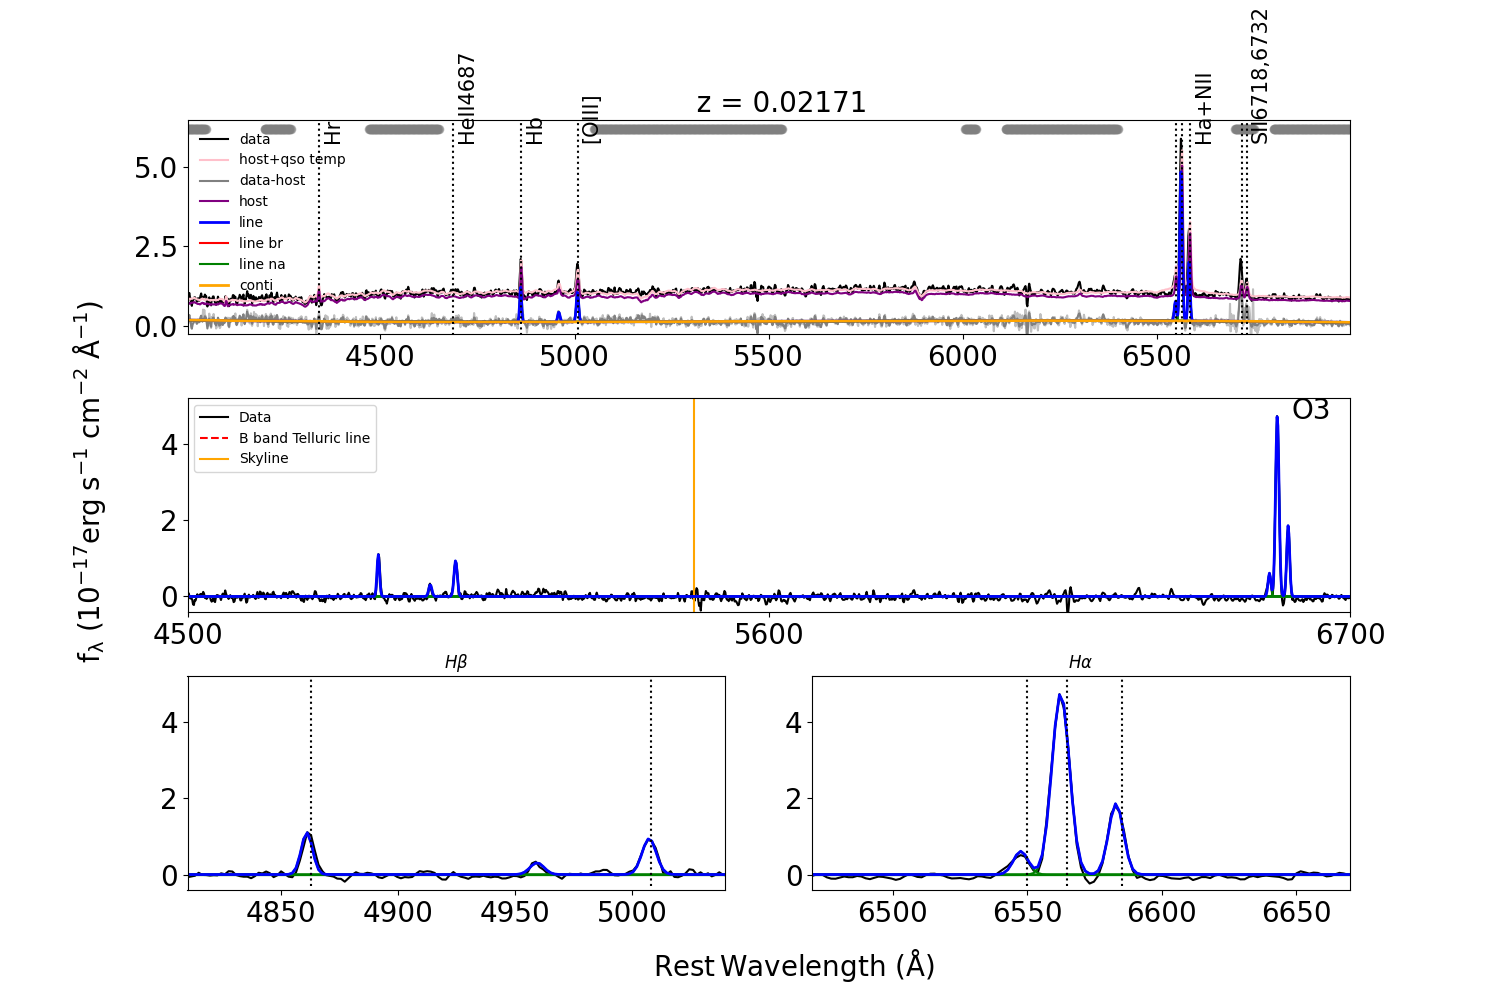 z = 0.02171
Hr
HeII4687
Hb
[OIII]
Ha+NII
SII6718,6732
data
host+qso temp
data-host
host
line
line br
line na
conti
5.0
2.5
0.0
4500
5000
5500
6000
6500
fλ (10⁻¹⁷erg s⁻¹ cm⁻² Å⁻¹)
Data
B band Telluric line
Skyline
O3
4
2
0
4500
5600
6700
Hβ
4
2
0
4850
4900
4950
5000
Hα
4
2
0
6500
6550
6600
6650
Rest Wavelength (Å)